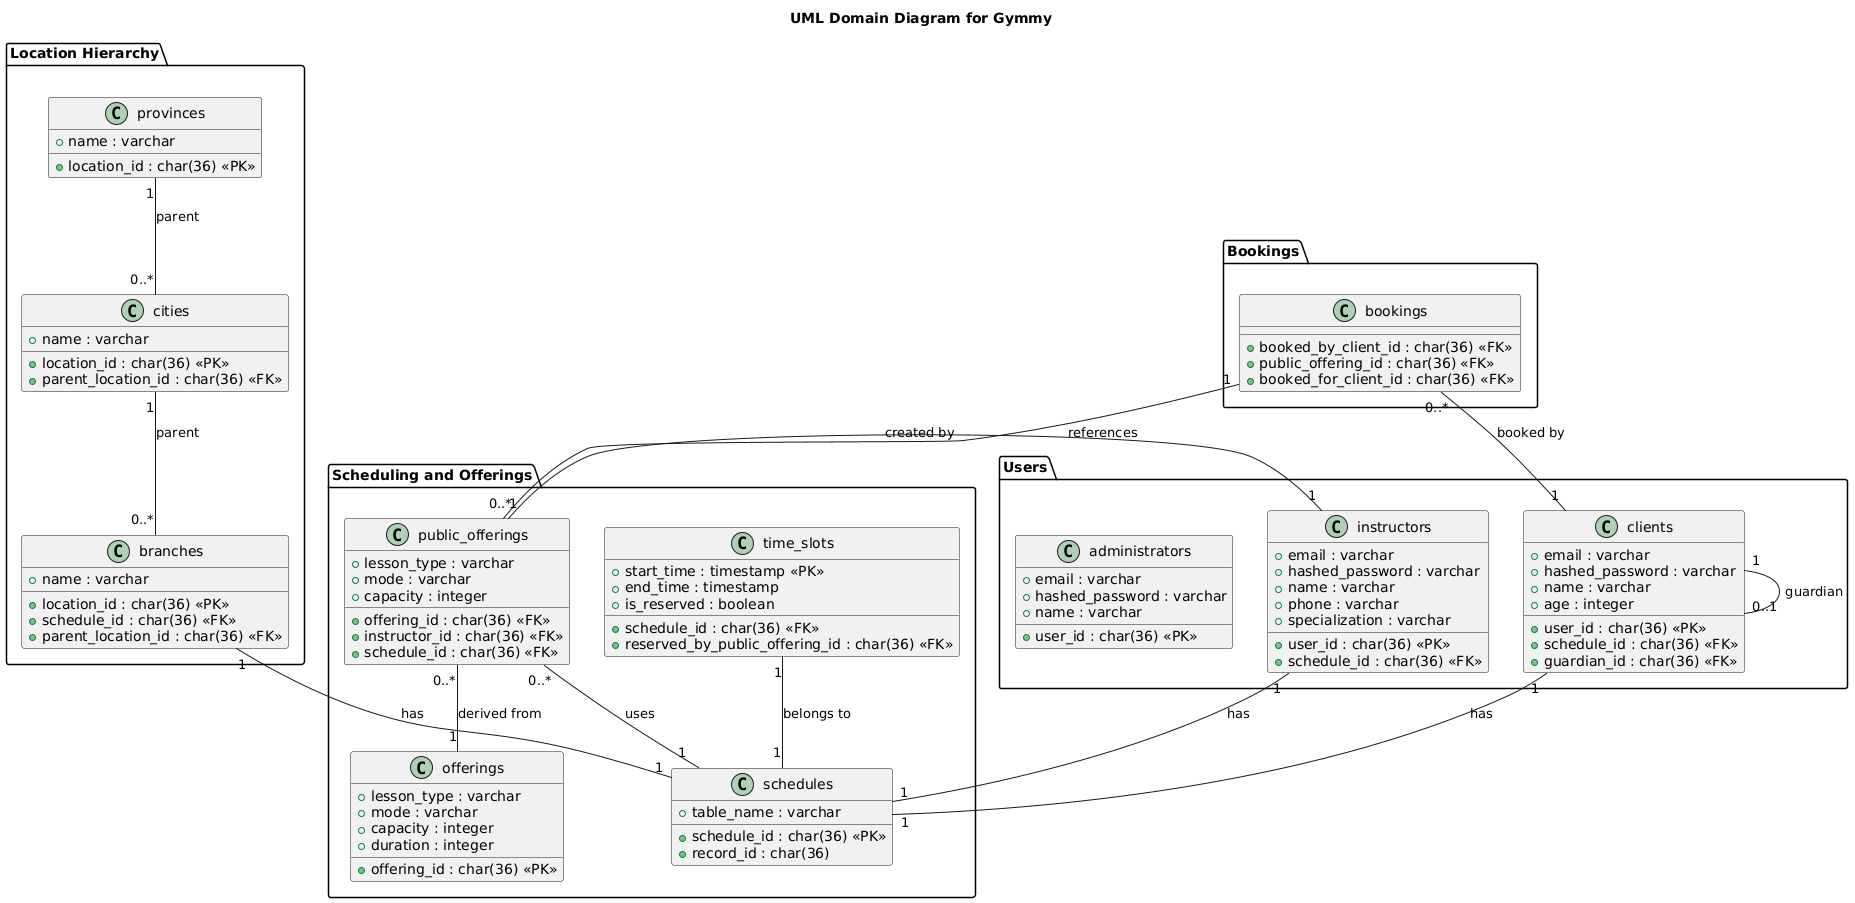 UML Domain Diagram for Gymmy
Location Hierarchy
C provinces
name : varchar
location_id : char(36) «PK»
1
parent
0..*
C cities
name : varchar
location_id : char(36) «PK»
parent_location_id : char(36) «FK»
1
parent
0..*
C branches
name : varchar
location_id : char(36) «PK»
schedule_id : char(36) «FK»
parent_location_id : char(36) «FK»
1
has
1
Bookings
C bookings
booked_by_client_id : char(36) «FK»
public_offering_id : char(36) «FK»
booked_for_client_id : char(36) «FK»
1
0..*
created by
references
booked by
0..*
1
1
1
Scheduling and Offerings
C public_offerings
lesson_type : varchar
mode : varchar
capacity : integer
offering_id : char(36) «FK»
instructor_id : char(36) «FK»
schedule_id : char(36) «FK»
0..*
derived from
1
0..*
uses
1
C time_slots
start_time : timestamp «PK»
end_time : timestamp
is_reserved : boolean
schedule_id : char(36) «FK»
reserved_by_public_offering_id : char(36) «FK»
1
belongs to
1
C offerings
lesson_type : varchar
mode : varchar
capacity : integer
duration : integer
offering_id : char(36) «PK»
C schedules
table_name : varchar
schedule_id : char(36) «PK»
record_id : char(36)
Users
C administrators
email : varchar
hashed_password : varchar
name : varchar
user_id : char(36) «PK»
C instructors
email : varchar
hashed_password : varchar
name : varchar
phone : varchar
specialization : varchar
user_id : char(36) «PK»
schedule_id : char(36) «FK»
1
has
1
C clients
email : varchar
hashed_password : varchar
name : varchar
age : integer
user_id : char(36) «PK»
schedule_id : char(36) «FK»
guardian_id : char(36) «FK»
1
guardian
0..1
1
has
1